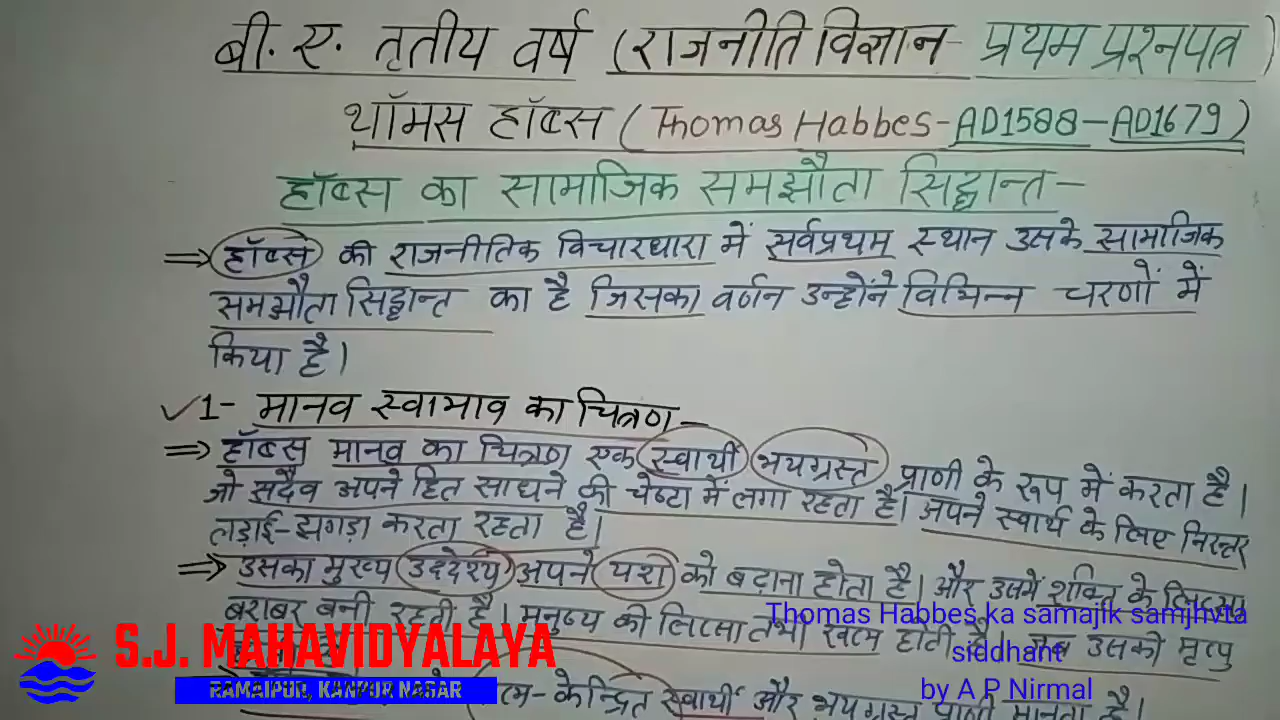 बी. ए. तृतीय वर्ष (राजनीति विज्ञान - प्रथम प्रश्नपत्र)
थॉमस हॉब्स (Thomas Habbes-AD1588-AD1679)
हॉब्स का सामाजिक समझौता सिद्धान्त-
⇒ हॉब्स की राजनीतिक विचारधारा में सर्वप्रथम स्थान उसके सामाजिक
समझौता सिद्धान्त का है जिसका वर्णन उन्होंने विभिन्न चरणों में
किया है।
✓1- मानव स्वाभाव का चित्रण-
⇒ हॉब्स मानव का चित्रण एक स्वार्थी भयग्रस्त प्राणी के रूप में करता है।
जो सदैव अपने हित साधने की चेष्टा में लगा रहता है। अपने स्वार्थ के लिए निरन्तर
लड़ाई-झगड़ा करता रहता है।
⇒ उसका मुख्य उद्देश्य अपने यश को बढ़ाना होता है। और उसमें शक्ति के लिप्सा
बराबर बनी रहती है। मनुष्य की लिप्सा तभी खत्म होती है। जब उसकी मृत्यु
केन्द्रित स्वार्थी और भयग्रस्त प्राणी मानता है।
Thomas Habbes ka samajik samjhvta
siddhant
by A P Nirmal
S.J. MAHAVIDYALAYA
RAMAIPUR, KANPUR NAGAR